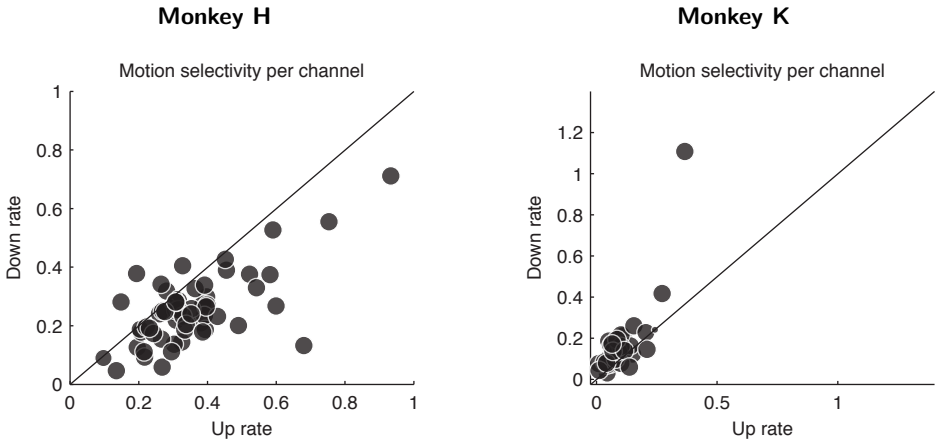 Monkey H
Monkey K
Motion selectivity per channel
Motion selectivity per channel
1
0.8
0.6
0.4
0.2
0
Down rate
0 0.2 0.4 0.6 0.8 1
Up rate
1.2
1
0.8
0.6
0.4
0.2
0
Down rate
0 0.5 1
Up rate